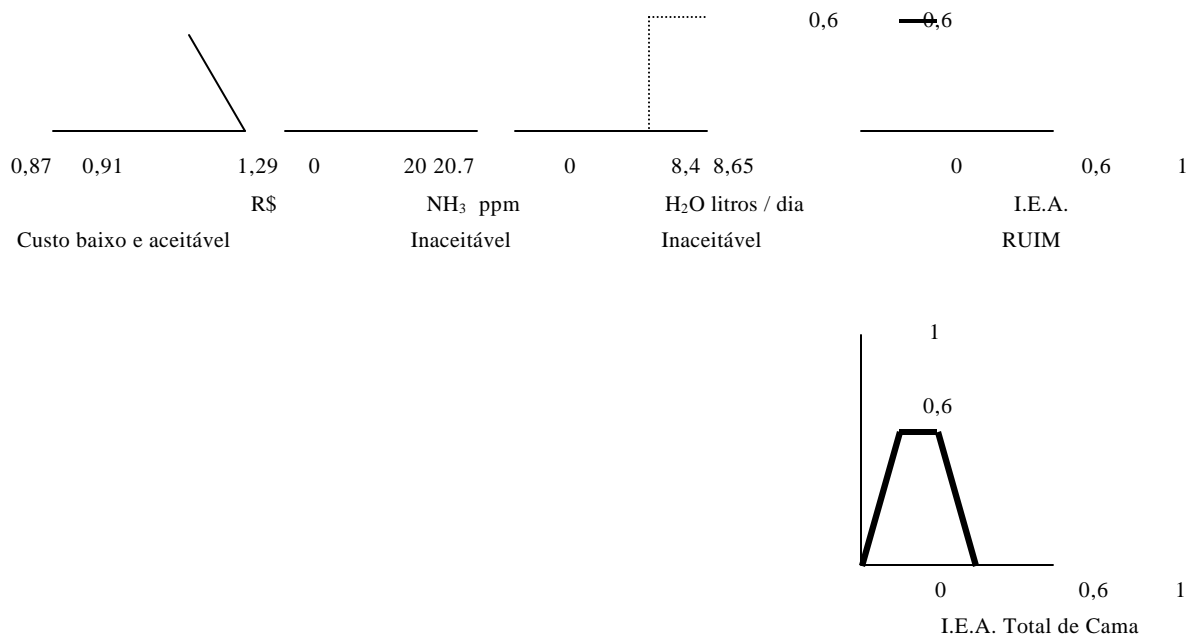 0,6 0,6
0,87 0,91 1,29 0 20 20.7 0 8,4 8,65 0 0,6 1
R$ NH₃ ppm H₂O litros / dia I.E.A.
Custo baixo e aceitável Inaceitável Inaceitável RUIM
1
0,6
0 0,6 1
I.E.A. Total de Cama